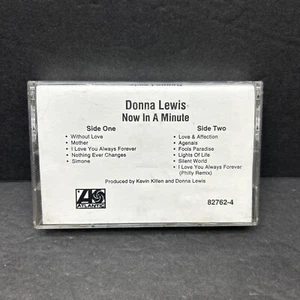 Donna Lewis
Now In A Minute
Side One
• Without Love
• Mother
• I Love You Always Forever
• Nothing Ever Changes
• Simone
Side Two
• Love & Affection
• Agenais
• Fools Paradise
• Lights Of Life
• Silent World
• I Love You Always Forever
(Philly Remix)
Produced by Kevin Killen and Donna Lewis
ATLANTIC
82762-4